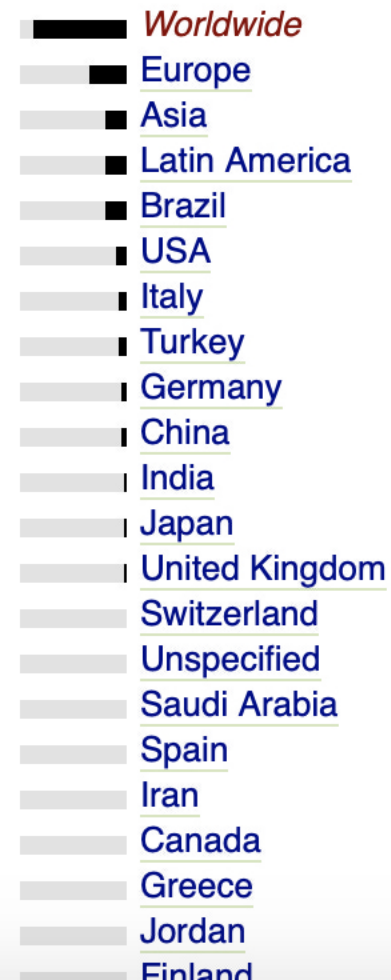 Worldwide
Europe
Asia
Latin America
Brazil
USA
Italy
Turkey
Germany
China
India
Japan
United Kingdom
Switzerland
Unspecified
Saudi Arabia
Spain
Iran
Canada
Greece
Jordan
Finland